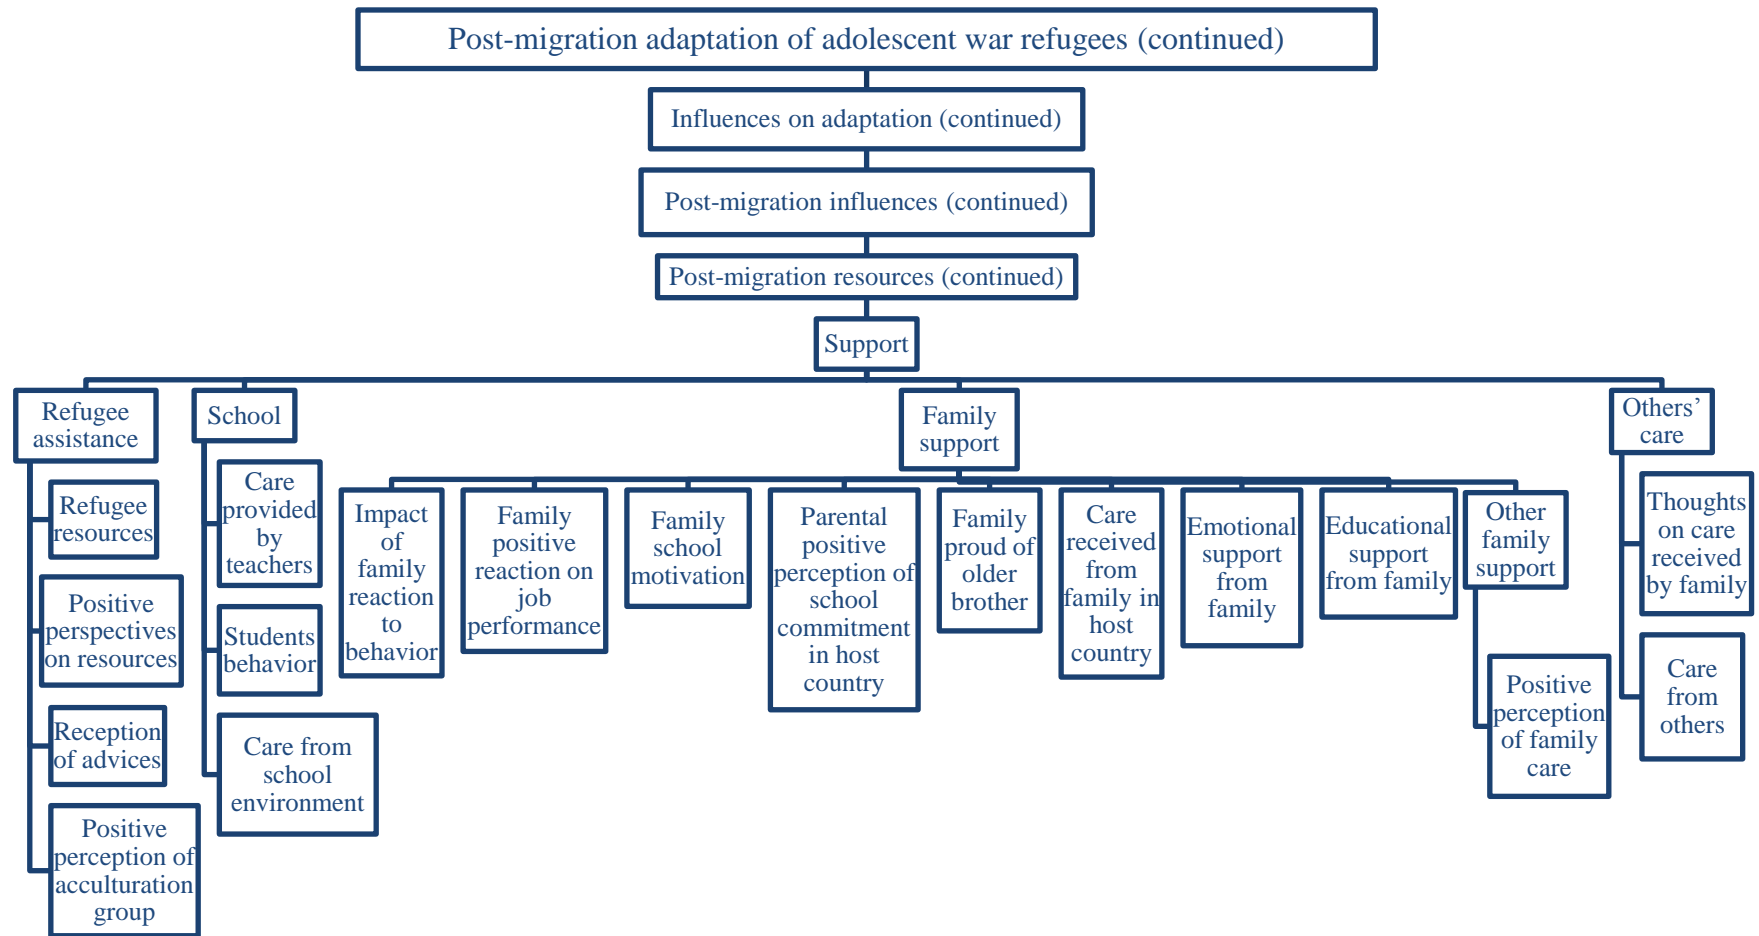 Post-migration adaptation of adolescent war refugees (continued)
Influences on adaptation (continued)
Post-migration influences (continued)
Post-migration resources (continued)
Support
Refugee
assistance
Refugee
resources
Positive
perspectives
on resources
Reception
of advices
Positive
perception of
acculturation
group
School
Care
provided
by
teachers
Students
behavior
Care from
school
environment
Family
support
Impact
of
family
reaction
to
behavior
Family
positive
reaction on
job
performance
Family
school
motivation
Parental
positive
perception of
school
commitment
in host
country
Family
proud of
older
brother
Care
received
from
family in
host
country
Emotional
support
from
family
Educational
support
from family
Other
family
support
Positive
perception
of family
care
Others’
care
Thoughts
on care
received
by family
Care
from
others